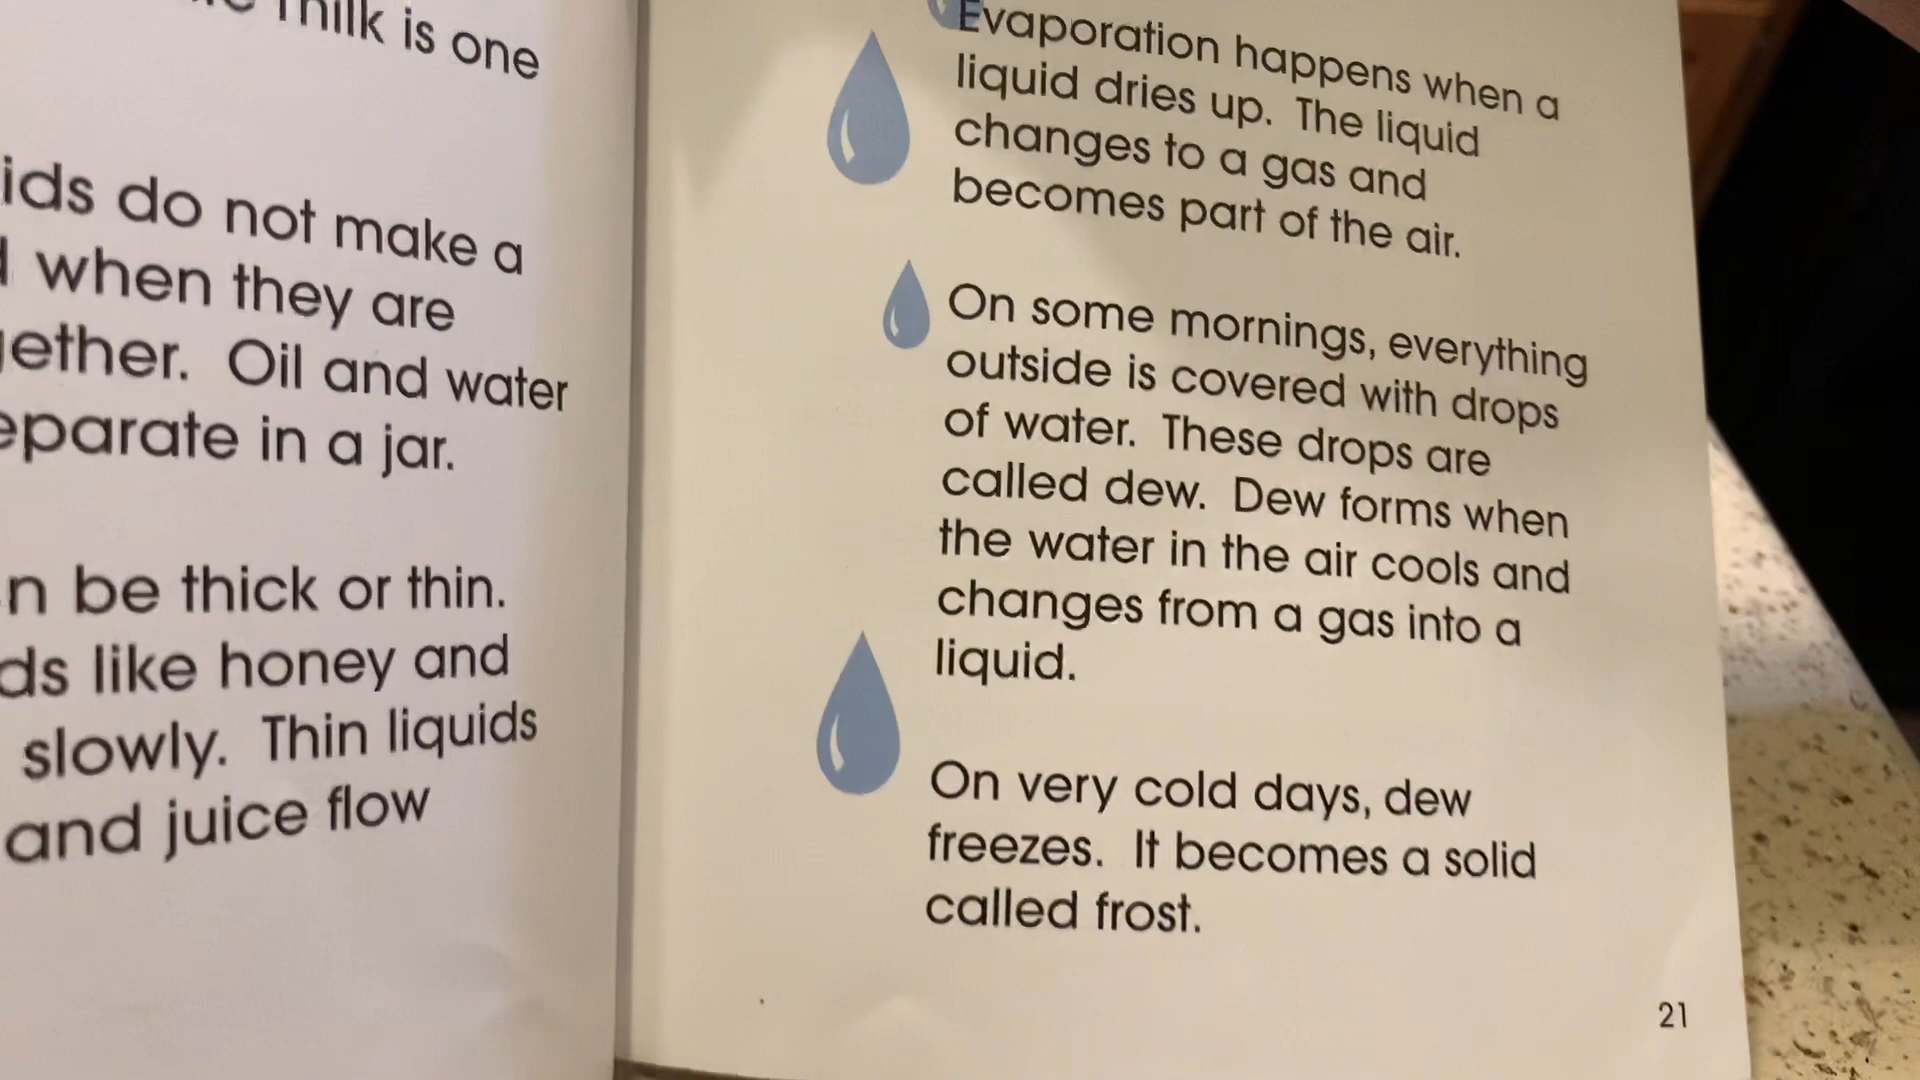 milk is one
ids do not make a
when they are
gether. Oil and water
eparate in a jar.
n be thick or thin.
ds like honey and
slowly. Thin liquids
and juice flow
Evaporation happens when a
liquid dries up. The liquid
changes to a gas and
becomes part of the air.
On some mornings, everything
outside is covered with drops
of water. These drops are
called dew. Dew forms when
the water in the air cools and
changes from a gas into a
liquid.
On very cold days, dew
freezes. It becomes a solid
called frost.
21